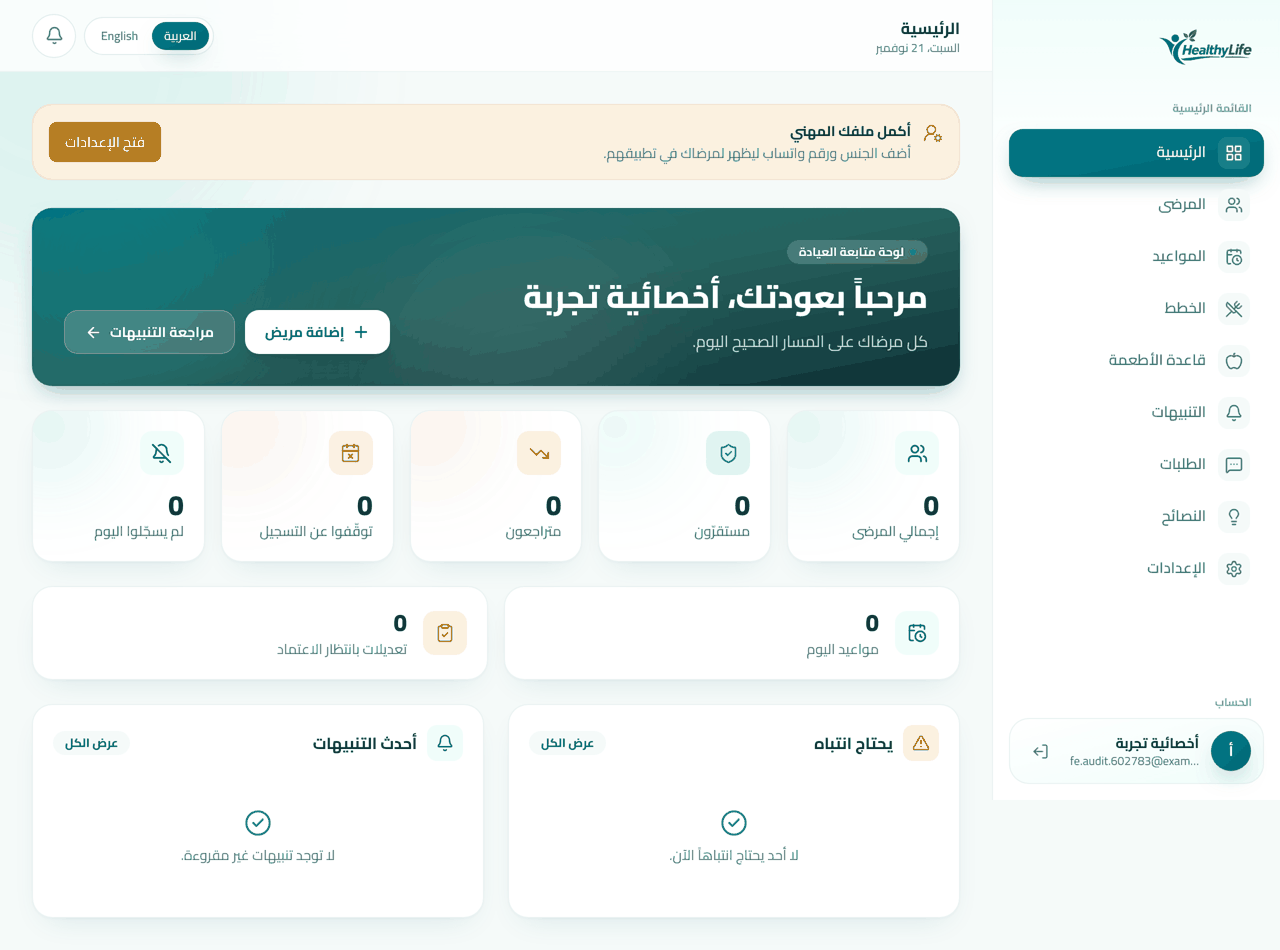 HealthyLife
القائمة الرئيسية
الرئيسية
المرضى
المواعيد
الخطط
قاعدة الأطعمة
التنبيهات
الطلبات
النصائح
الإعدادات
الحساب
أ
أخصائية تجربة
fe.audit.602783@exam...
الرئيسية
السبت، 21 نوفمبر
العربية
English
أكمل ملفك المهني
أضف الجنس ورقم واتساب ليظهر لمرضاك في تطبيقهم.
فتح الإعدادات
لوحة متابعة العيادة
مرحباً بعودتك، أخصائية تجربة
كل مرضاك على المسار الصحيح اليوم.
إضافة مريض
مراجعة التنبيهات
0
إجمالي المرضى
0
مستقرّون
0
متراجعون
0
توقّفوا عن التسجيل
0
لم يسجّلوا اليوم
0
مواعيد اليوم
0
تعديلات بانتظار الاعتماد
يحتاج انتباه
عرض الكل
لا أحد يحتاج انتباهاً الآن.
أحدث التنبيهات
عرض الكل
لا توجد تنبيهات غير مقروءة.